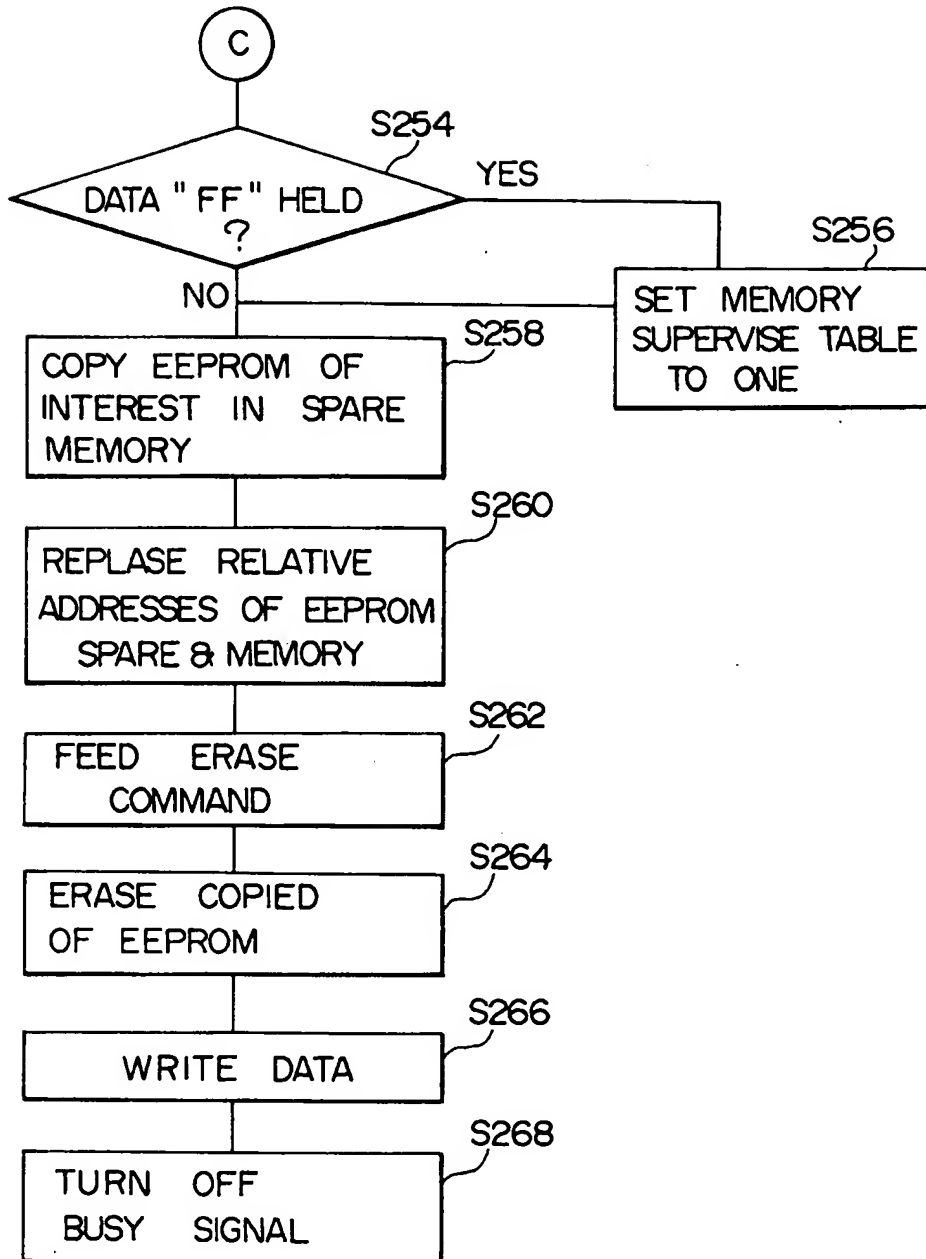 C
S254
DATA "FF" HELD
?
YES
NO
S256
SET MEMORY
SUPERVISE TABLE
TO ONE
S258
COPY EEPROM OF
INTEREST IN SPARE
MEMORY
S260
REPLASE RELATIVE
ADDRESSES OF EEPROM
SPARE & MEMORY
S262
FEED ERASE
COMMAND
S264
ERASE COPIED
OF EEPROM
S266
WRITE DATA
S268
TURN OFF
BUSY SIGNAL